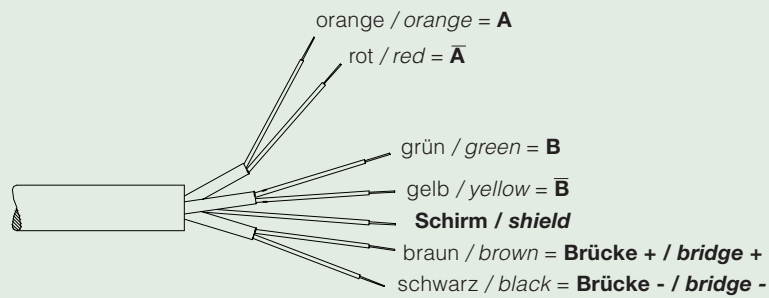 orange / orange = A
rot / red = A̅
grün / green = B
gelb / yellow = B̅
Schirm / shield
braun / brown = Brücke + / bridge +
schwarz / black = Brücke - / bridge -